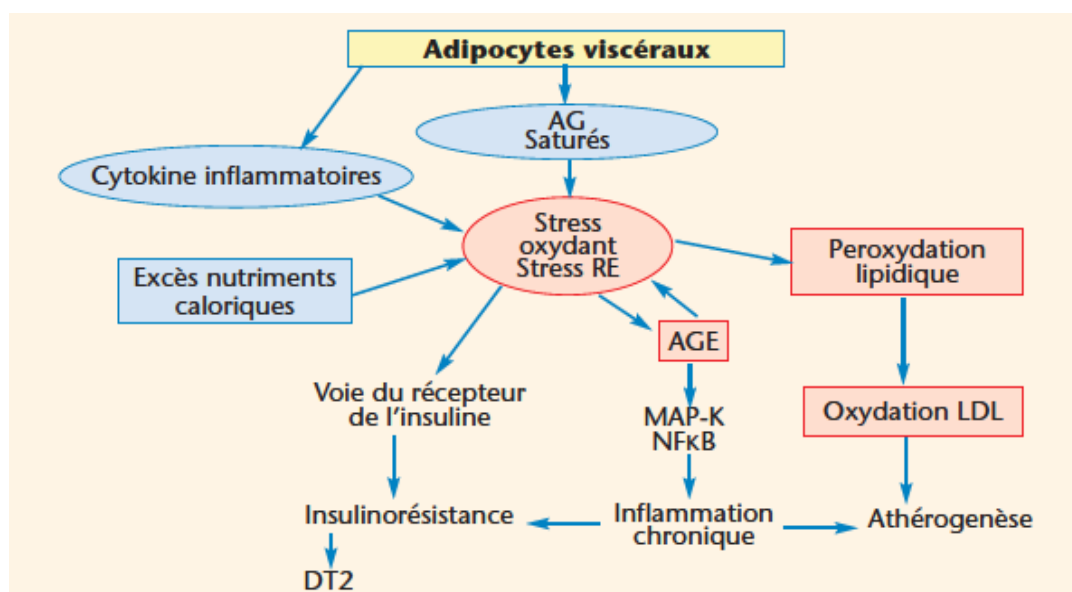 Adipocytes viscéraux
AG
Saturés
Cytokine inflammatoires
Stress
oxydant
Stress RE
Peroxydation
lipidique
Excès nutriments
caloriques
AGE
Voie du récepteur
de l'insuline
MAP-K
NFκB
Oxydation LDL
Insulinorésistance
Inflammation
chronique
Athérogenèse
DT2